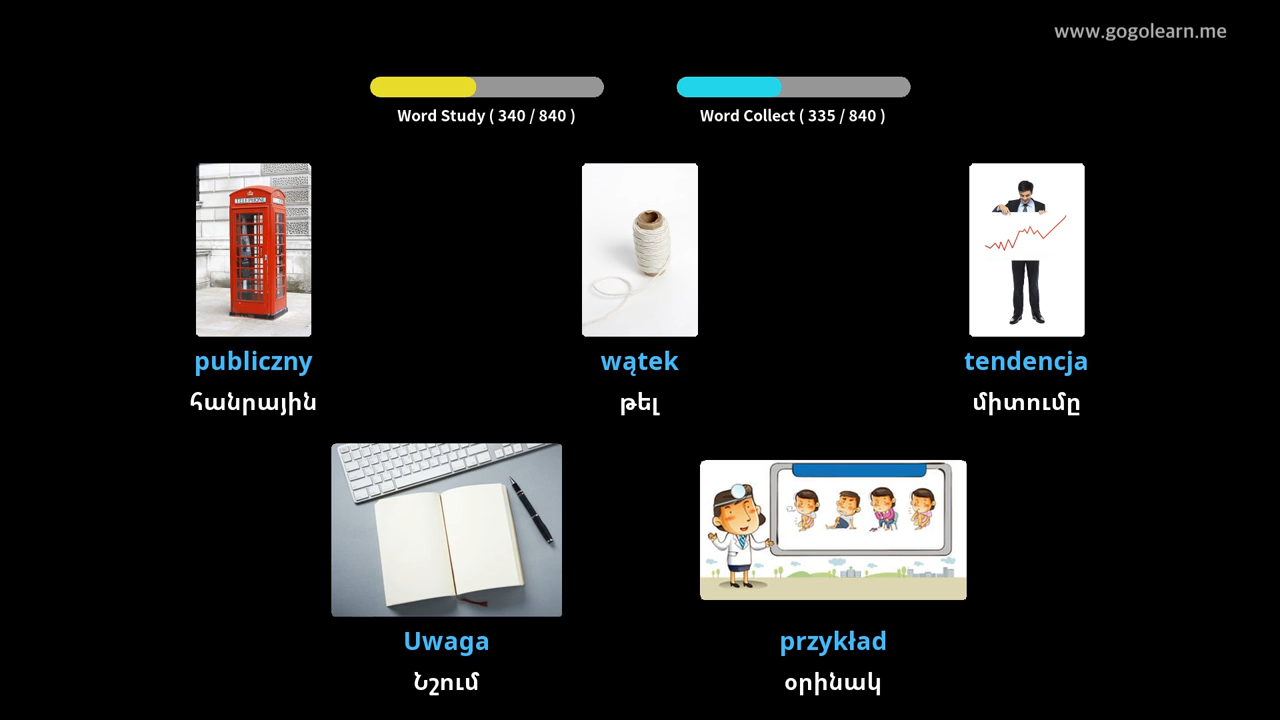 www.gogolearn.me
Word Study ( 340 / 840 )
Word Collect ( 335 / 840 )
TELEPHONE
publiczny
wątek
tendencja
հանրային
թել
միտումը
Uwaga
przykład
Նշում
օրինակ